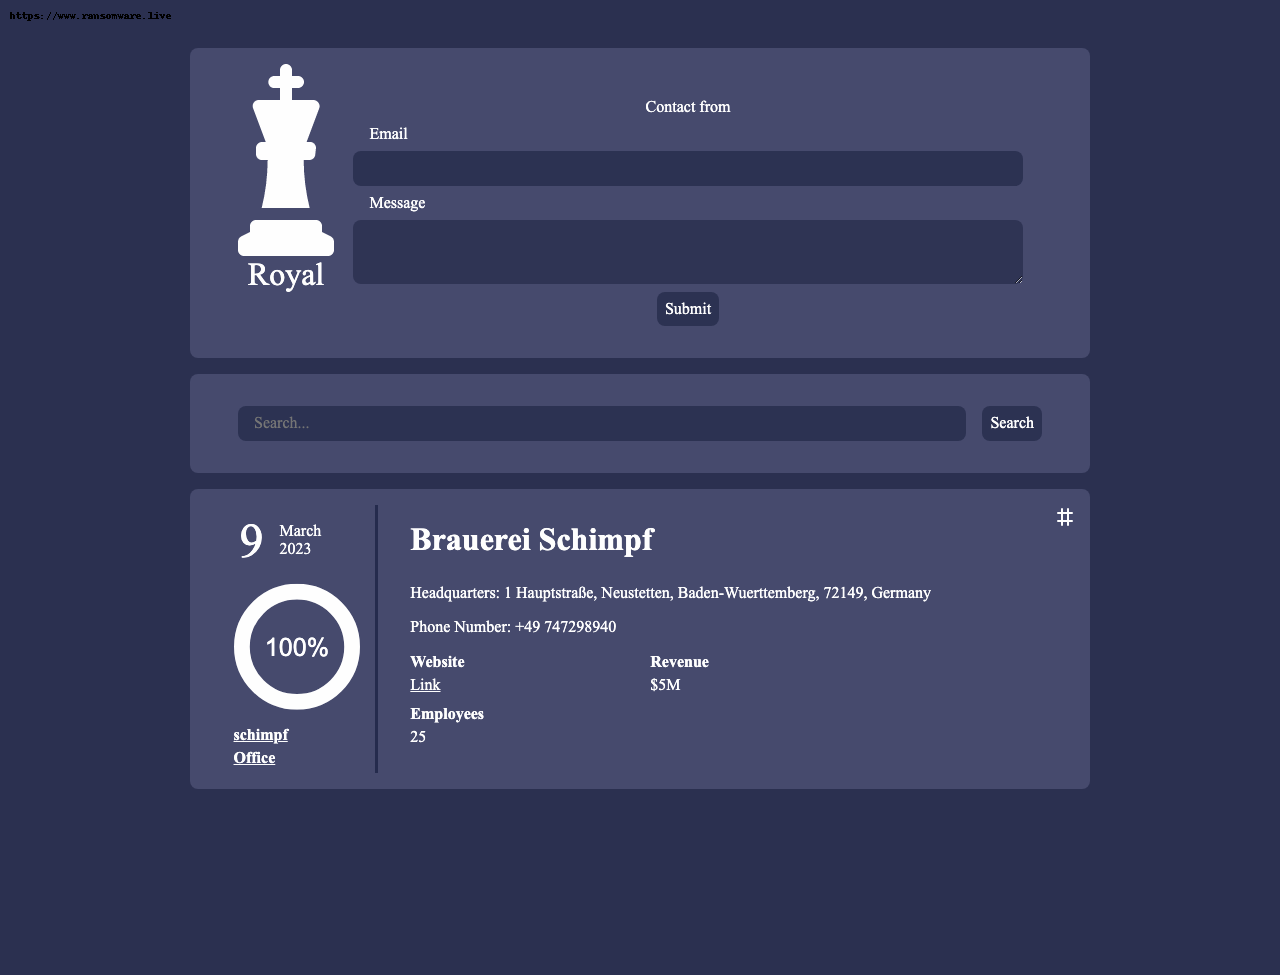 https://www.ransomware.live
Contact from
Email
Message
Royal
Submit
Search...
Search
9
March
2023
#
Brauerei Schimpf
Headquarters: 1 Hauptstraße, Neustetten, Baden-Wuerttemberg, 72149, Germany
100%
Phone Number: +49 747298940
Website
Revenue
Link
$5M
Employees
25
schimpf
Office